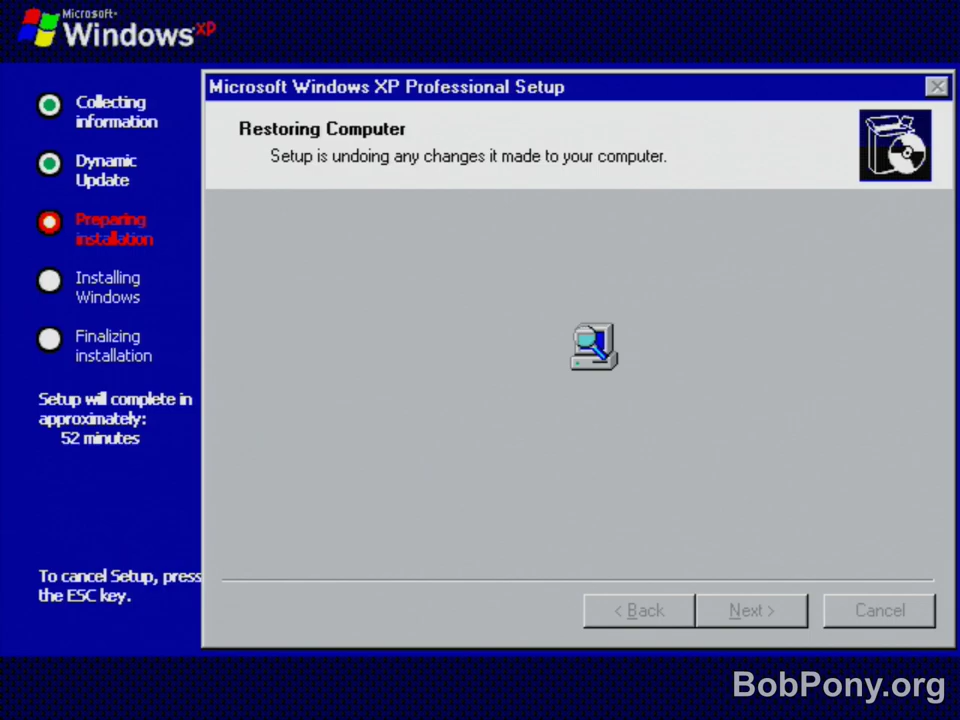 Microsoft
Windows XP
Collecting
information
Dynamic
Update
Preparing
installation
Installing
Windows
Finalizing
installation
Setup will complete in
approximately:
52 minutes
To cancel Setup, press
the ESC key.
Microsoft Windows XP Professional Setup
Restoring Computer
Setup is undoing any changes it made to your computer.
< Back Next > Cancel
BobPony.org